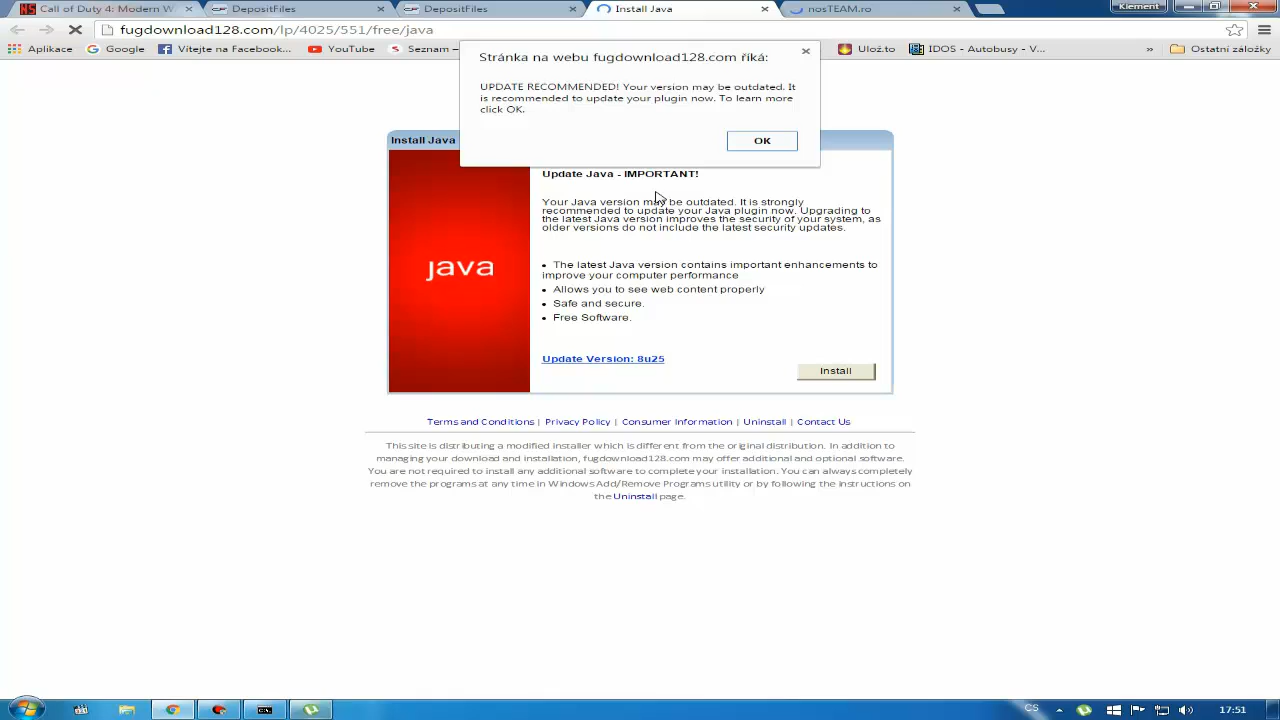 Call of Duty 4: Modern W
DepositFiles
DepositFiles
Install Java
nosTEAM.ro
Klement
fugdownload128.com/lp/4025/551/free/java
Aplikace
Google
Vítejte na Facebook...
YouTube
Seznam –
Ulož.to
IDOS - Autobusy - V...
»
Ostatní záložky
Stránka na webu fugdownload128.com říká:
UPDATE RECOMMENDED! Your version may be outdated. It
is recommended to update your plugin now. To learn more
click OK.
OK
Install Java
java
Update Java - IMPORTANT!
Your Java version may be outdated. It is strongly
recommended to update your Java plugin now. Upgrading to
the latest Java version improves the security of your system, as
older versions do not include the latest security updates.
• The latest Java version contains important enhancements to
improve your computer performance
• Allows you to see web content properly
• Safe and secure.
• Free Software.
Update Version: 8u25
Install
Terms and Conditions | Privacy Policy | Consumer Information | Uninstall | Contact Us
This site is distributing a modified installer which is different from the original distribution. In addition to
managing your download and installation, fugdownload128.com may offer additional and optional software.
You are not required to install any additional software to complete your installation. You can always completely
remove the programs at any time in Windows Add/Remove Programs utility or by following the instructions on
the Uninstall page.
CS
17:51